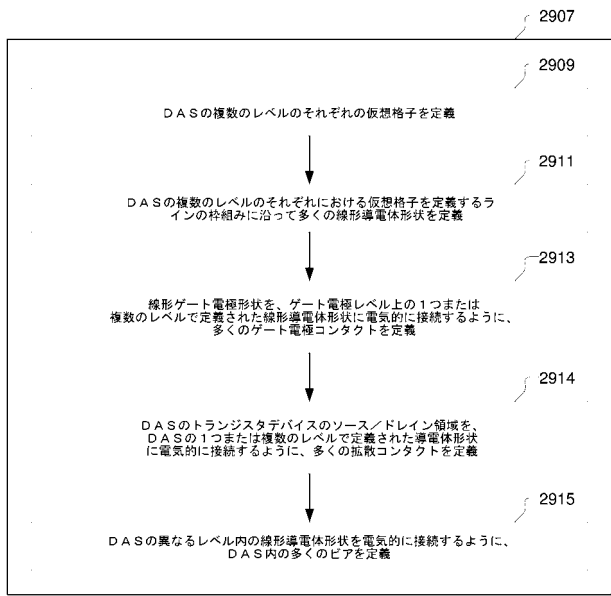 2907
2909
DASの複数のレベルのそれぞれの仮想格子を定義
2911
DASの複数のレベルのそれぞれにおける仮想格子を定義するラ
インの枠組みに沿って多くの線形導電体形状を定義
2913
線形ゲート電極形状を、ゲート電極レベル上の1つまたは
複数のレベルで定義された線形導電体形状に電気的に接続するように、
多くのゲート電極コンタクトを定義
2914
DASのトランジスタデバイスのソース/ドレイン領域を、
DASの1つまたは複数のレベルで定義された導電体形状
に電気的に接続するように、多くの拡散コンタクトを定義
2915
DASの異なるレベル内の線形導電体形状を電気的に接続するように、
DAS内の多くのビアを定義